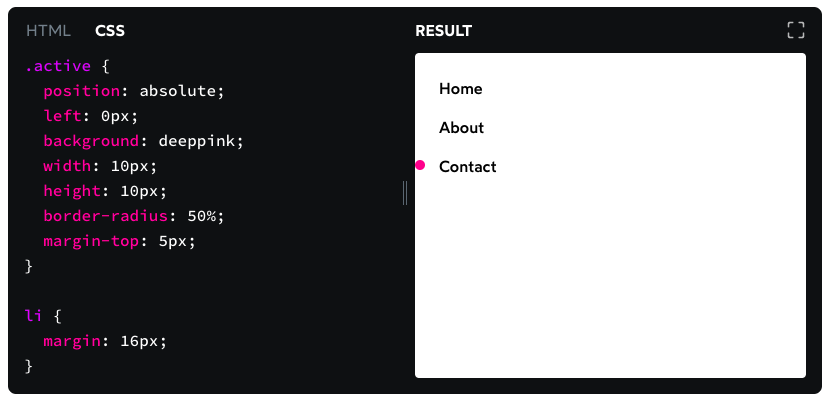 HTML CSS
.active {
  position: absolute;
  left: 0px;
  background: deeppink;
  width: 10px;
  height: 10px;
  border-radius: 50%;
  margin-top: 5px;
}
li {
  margin: 16px;
}
RESULT
Home
About
Contact